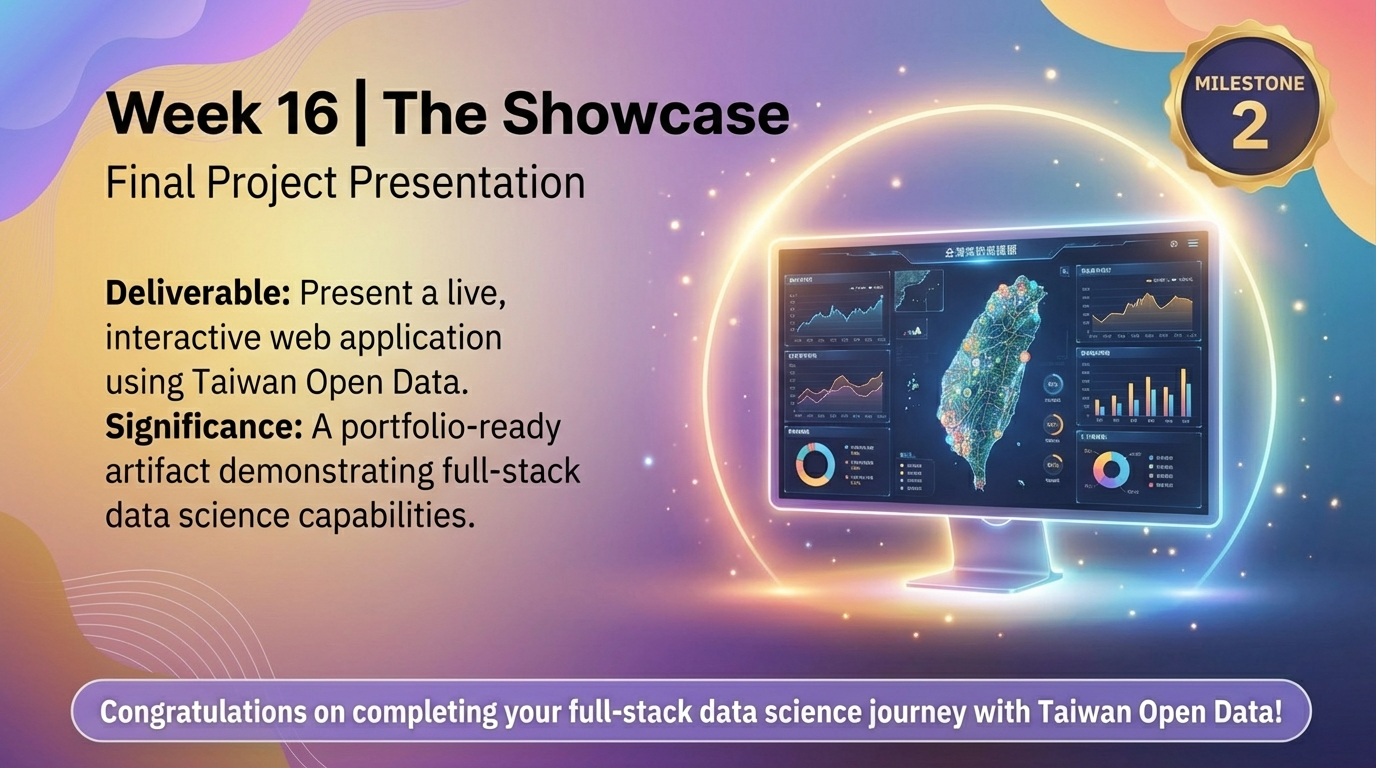 MILESTONE
2
Week 16 | The Showcase
Final Project Presentation
Deliverable: Present a live,
interactive web application
using Taiwan Open Data.
Significance: A portfolio-ready
artifact demonstrating full-stack
data science capabilities.
Congratulations on completing your full-stack data science journey with Taiwan Open Data!